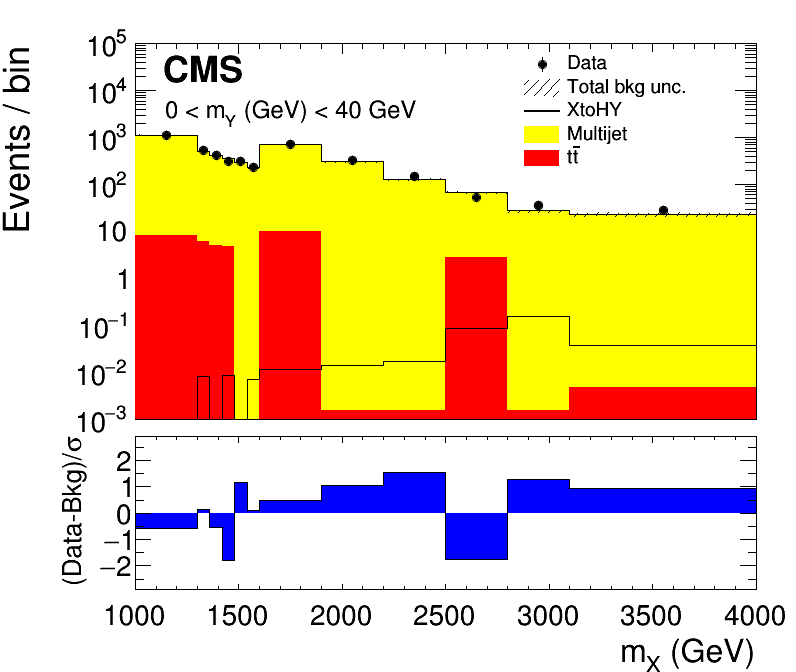 Events / bin
10⁵
10⁴
10³
10²
10
1
10⁻¹
10⁻²
10⁻³
CMS
0 < m_Y (GeV) < 40 GeV
Data
Total bkg unc.
XtoHY
Multijet
tt̄
(Data-Bkg)/σ
2
1
0
−1
−2
1000 1500 2000 2500 3000 3500 4000
m_X (GeV)